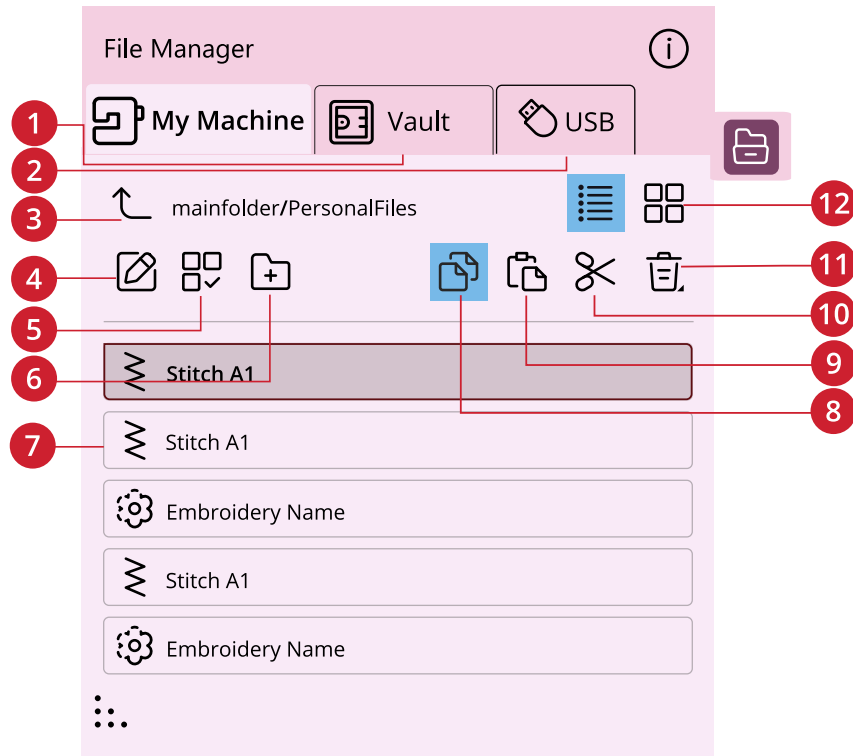 File Manager
My Machine Vault USB
1
2
mainfolder/PersonalFiles
3
12
4
11
5
10
6
Stitch A1
9
8
7
Stitch A1
Embroidery Name
Stitch A1
Embroidery Name